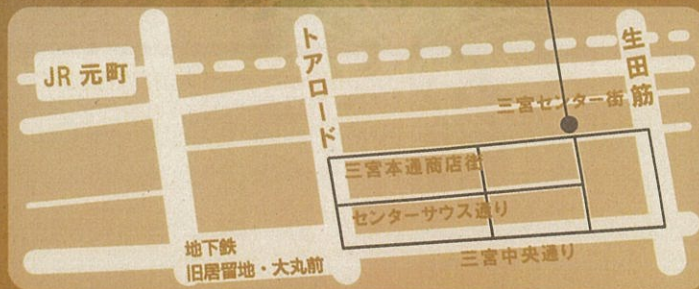 JR 元町
トアロード
生田筋
三宮センター街
三宮本通商店街
センターサウス通り
地下鉄
旧居留地・大丸前
三宮中央通り